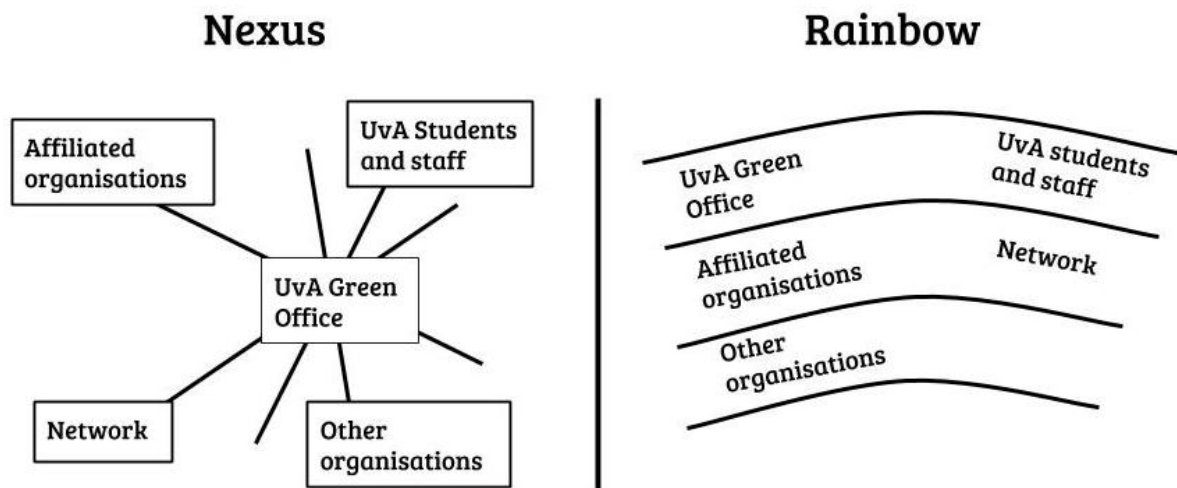 Nexus
Affiliated
organisations
UvA Students
and staff
UvA Green
Office
Network
Other
organisations
Rainbow
UvA Green
Office
UvA students
and staff
Affiliated
organisations
Network
Other
organisations